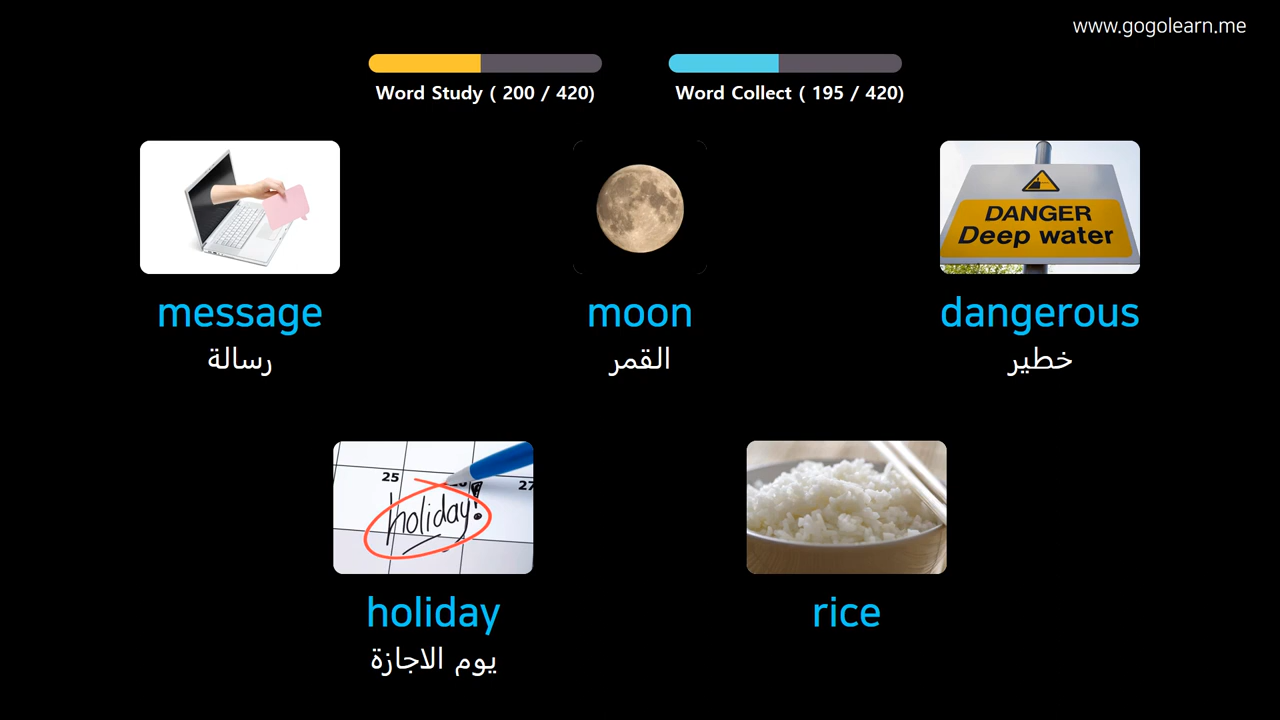 www.gogolearn.me
Word Study ( 200 / 420)
Word Collect ( 195 / 420)
DANGER
Deep water
message
moon
dangerous
رسالة
القمر
خطير
25
27
holiday!
holiday
rice
يوم الاجازة